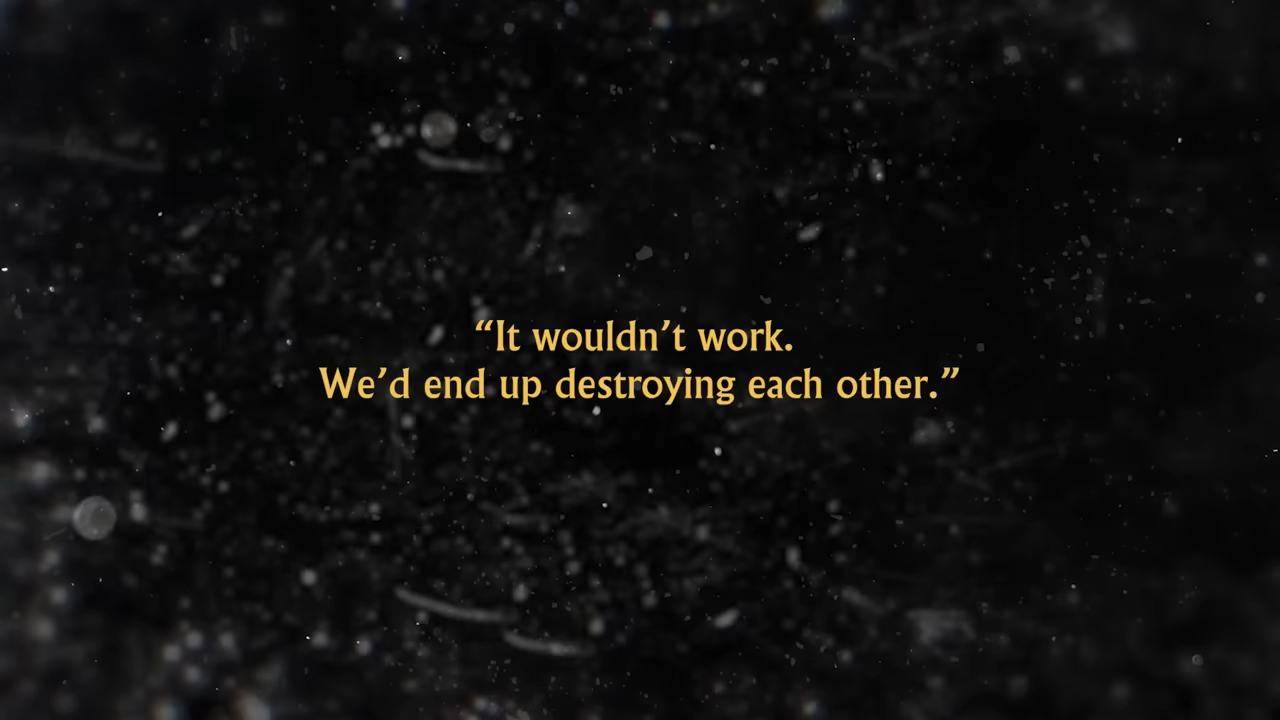 “It wouldn’t work.
We’d end up destroying each other.”